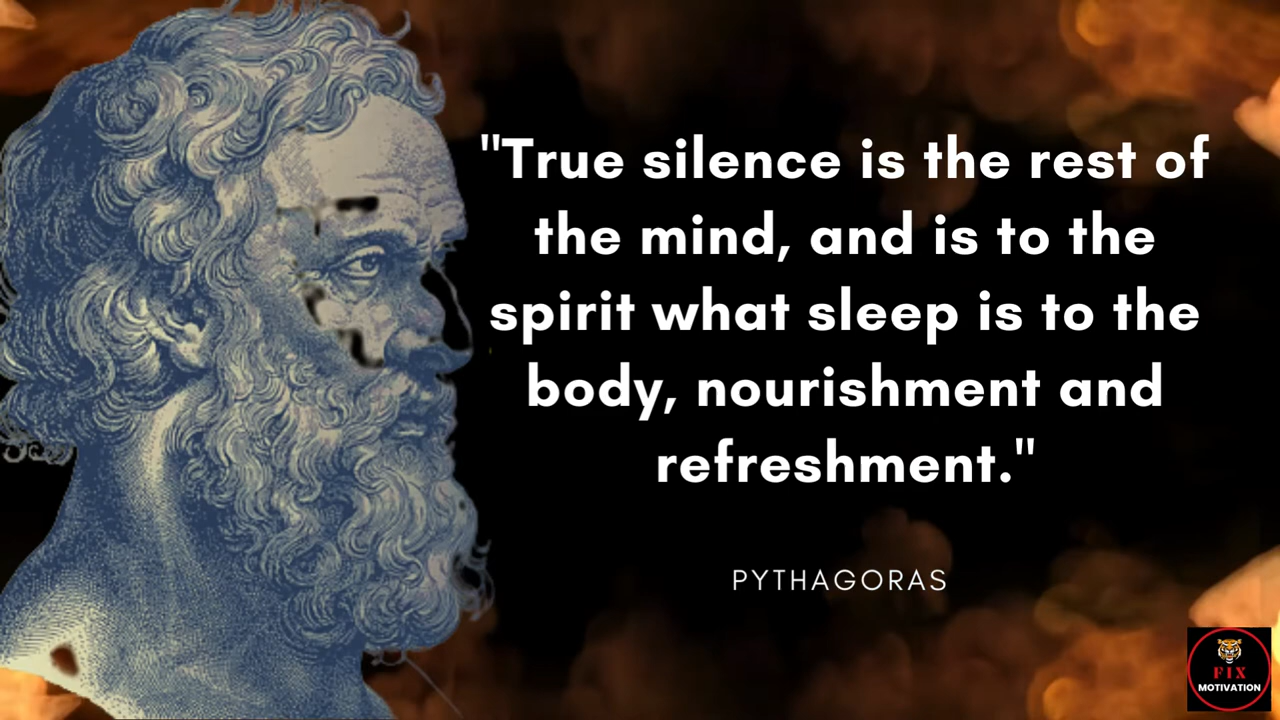 "True silence is the rest of
the mind, and is to the
spirit what sleep is to the
body, nourishment and
refreshment."
PYTHAGORAS
FIX
MOTIVATION